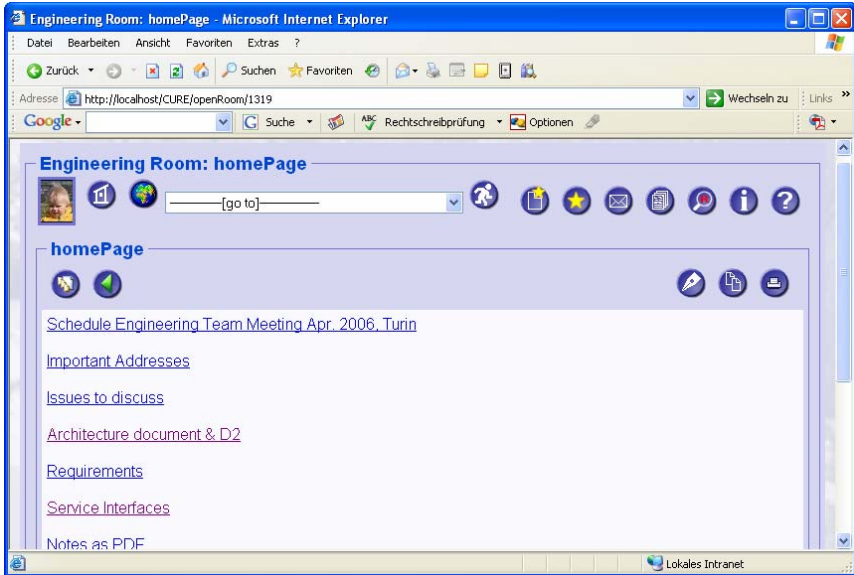 Engineering Room: homePage - Microsoft Internet Explorer
Datei Bearbeiten Ansicht Favoriten Extras ?
Zurück Suchen Favoriten
Adresse http://localhost/CURE/openRoom/1319 Wechseln zu Links »
Google Suche ABC Rechtschreibprüfung Optionen
Engineering Room: homePage
————[go to]————
homePage
Schedule Engineering Team Meeting Apr. 2006, Turin
Important Addresses
Issues to discuss
Architecture document & D2
Requirements
Service Interfaces
Notes as PDF
Lokales Intranet